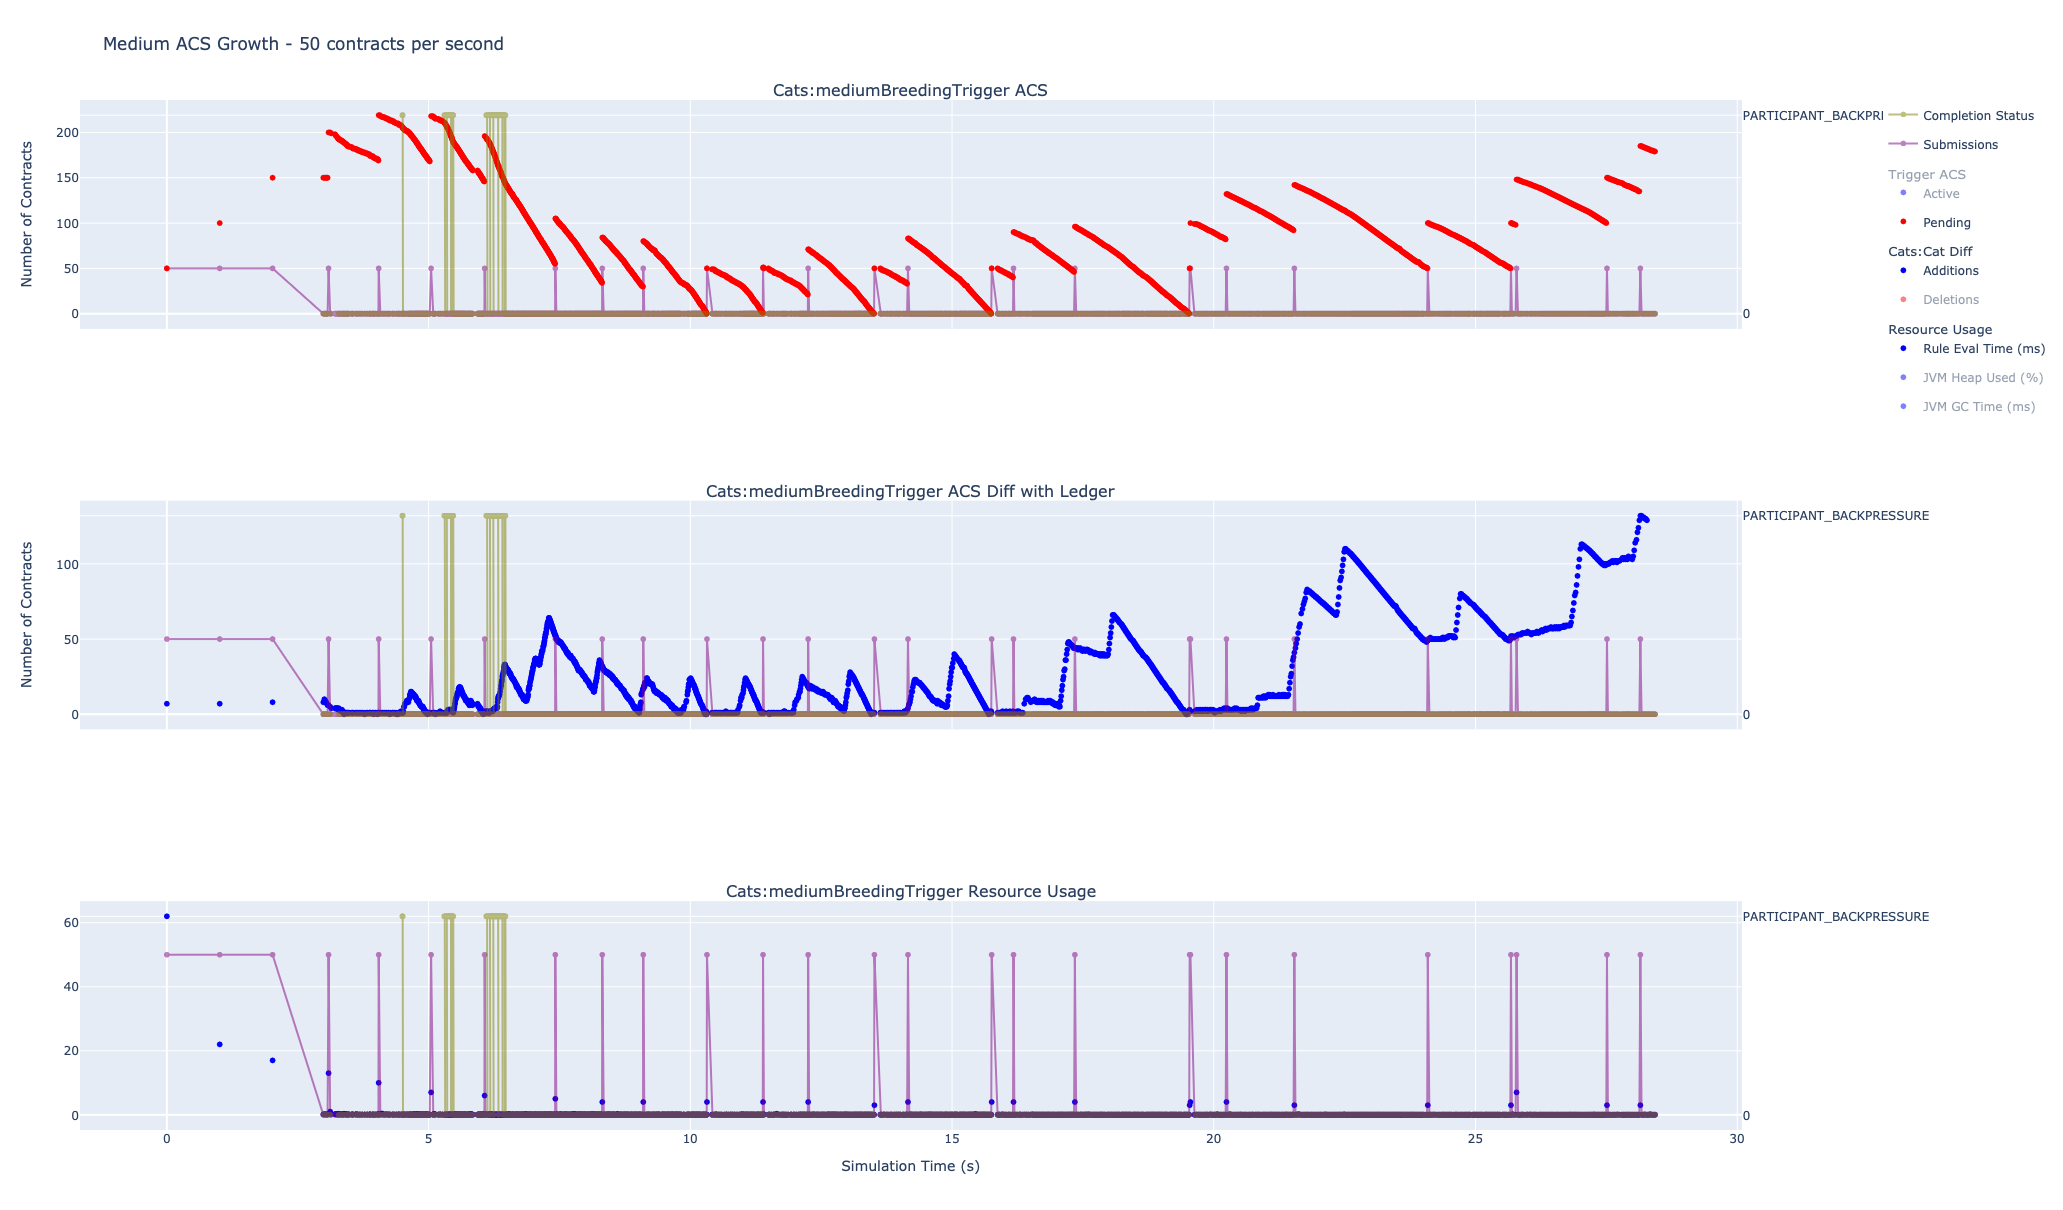 Medium ACS Growth - 50 contracts per second
Cats:mediumBreedingTrigger ACS
Number of Contracts
200
150
100
50
0
PARTICIPANT_BACKPRI
0
Completion Status
Submissions
Trigger ACS
Active
Pending
Cats:Cat Diff
Additions
Deletions
Resource Usage
Rule Eval Time (ms)
JVM Heap Used (%)
JVM GC Time (ms)
Cats:mediumBreedingTrigger ACS Diff with Ledger
Number of Contracts
100
50
0
PARTICIPANT_BACKPRESSURE
0
Cats:mediumBreedingTrigger Resource Usage
60
40
20
0
PARTICIPANT_BACKPRESSURE
0
0 5 10 15 20 25 30
Simulation Time (s)